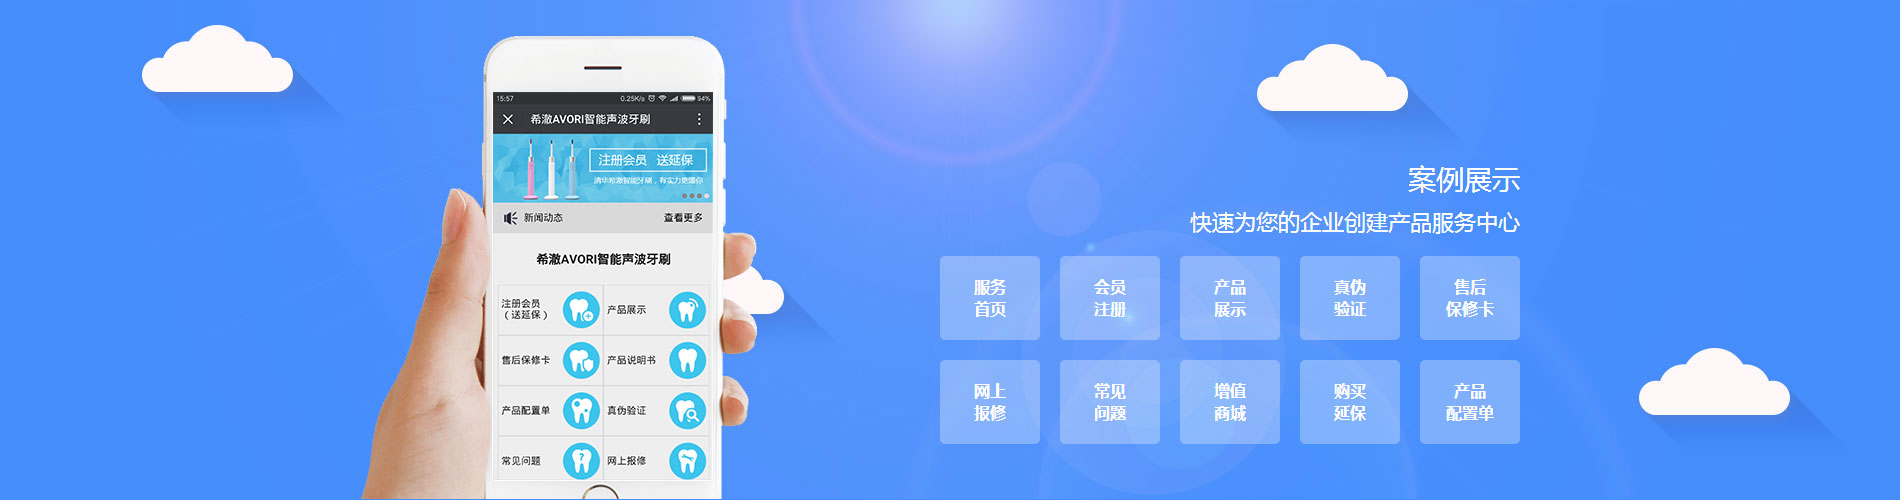 15:57 0.25K/s 94%
希澈AVORI智能声波牙刷
注册会员 送延保
清华希澈智能牙刷，有实力更懂你
新闻动态 查看更多
希澈AVORI智能声波牙刷
注册会员
（送延保）
产品展示
售后保修卡
产品说明书
产品配置单
真伪验证
常见问题
网上报修
案例展示
快速为您的企业创建产品服务中心
服务
首页
会员
注册
产品
展示
真伪
验证
售后
保修卡
网上
报修
常见
问题
增值
商城
购买
延保
产品
配置单